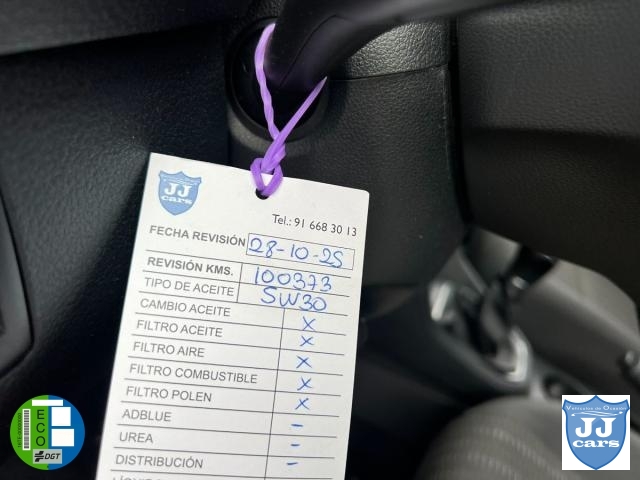 JJ
cars
Tel.: 91 668 30 13
FECHA REVISIÓN 28-10-25
REVISIÓN KMS. 100373
TIPO DE ACEITE 5W30
CAMBIO ACEITE X
FILTRO ACEITE X
FILTRO AIRE X
FILTRO COMBUSTIBLE X
FILTRO POLEN X
ADBLUE -
UREA -
DISTRIBUCIÓN -
ECO
DGT
Vehículos de Ocasión
JJ
cars